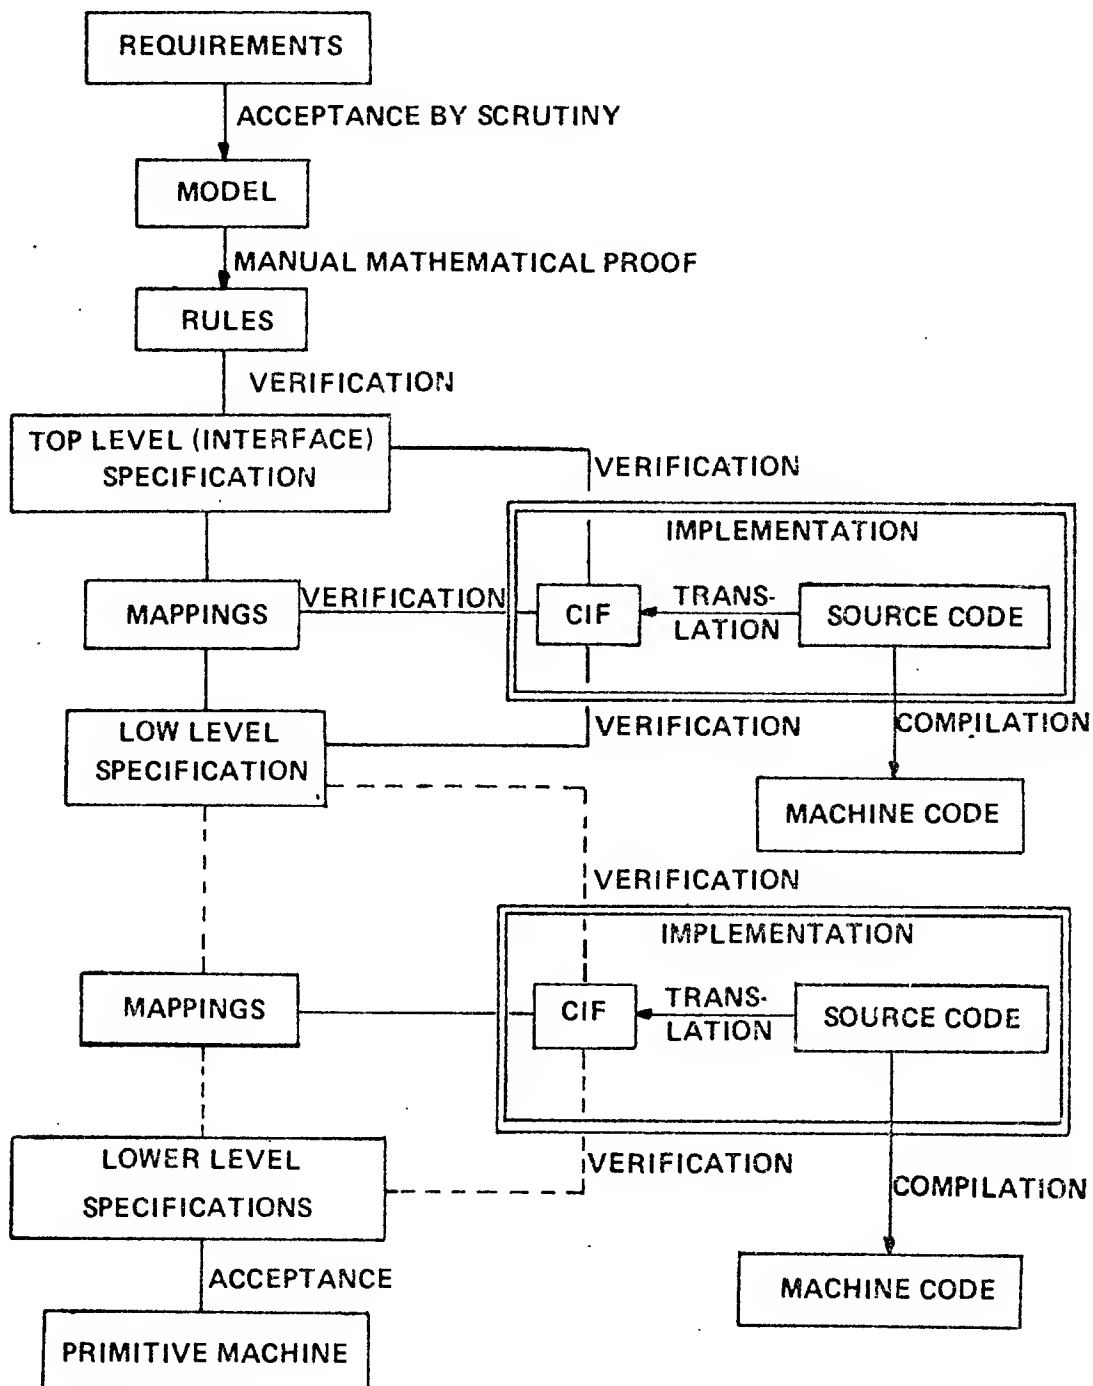 REQUIREMENTS
ACCEPTANCE BY SCRUTINY
MODEL
MANUAL MATHEMATICAL PROOF
RULES
VERIFICATION
TOP LEVEL (INTERFACE)
SPECIFICATION
VERIFICATION
IMPLEMENTATION
MAPPINGS
VERIFICATION
CIF
TRANS-
LATION
SOURCE CODE
LOW LEVEL
SPECIFICATION
VERIFICATION
COMPILATION
MACHINE CODE
VERIFICATION
IMPLEMENTATION
MAPPINGS
CIF
TRANS-
LATION
SOURCE CODE
LOWER LEVEL
SPECIFICATIONS
VERIFICATION
COMPILATION
ACCEPTANCE
MACHINE CODE
PRIMITIVE MACHINE